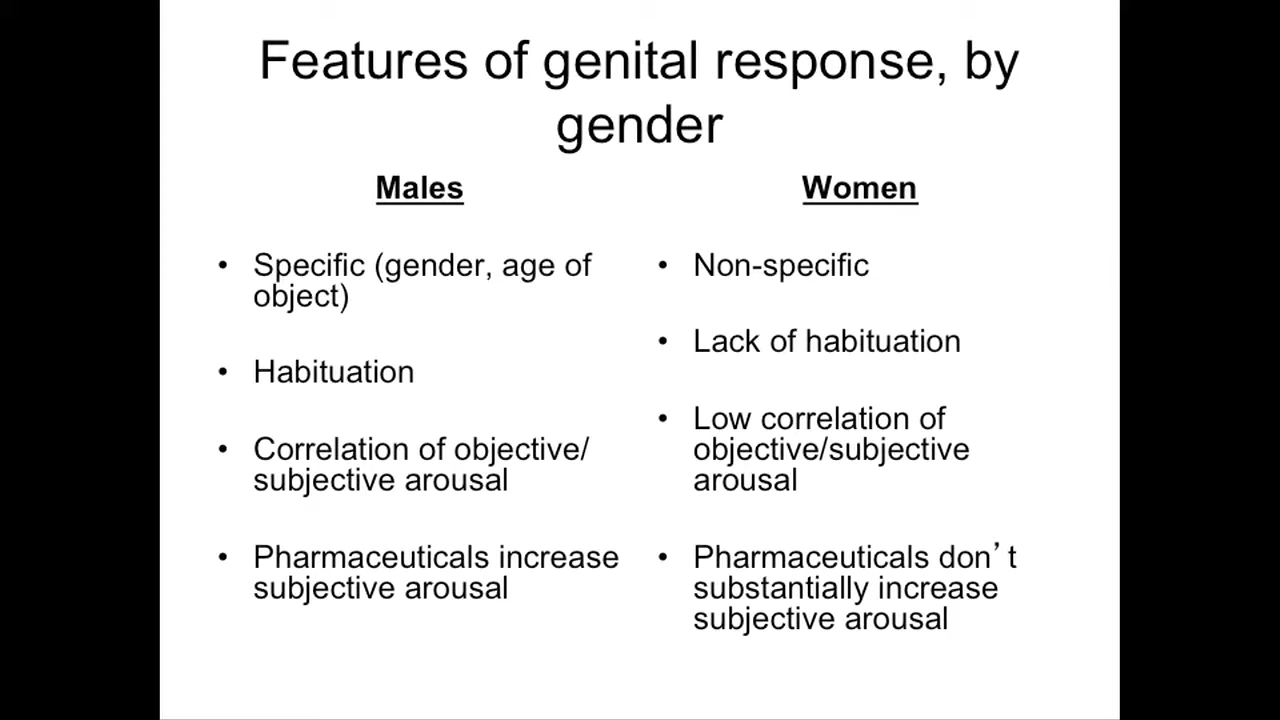 Features of genital response, by
gender
Males
• Specific (gender, age of
object)
• Habituation
• Correlation of objective/
subjective arousal
• Pharmaceuticals increase
subjective arousal
Women
• Non-specific
• Lack of habituation
• Low correlation of
objective/subjective
arousal
• Pharmaceuticals don’t
substantially increase
subjective arousal